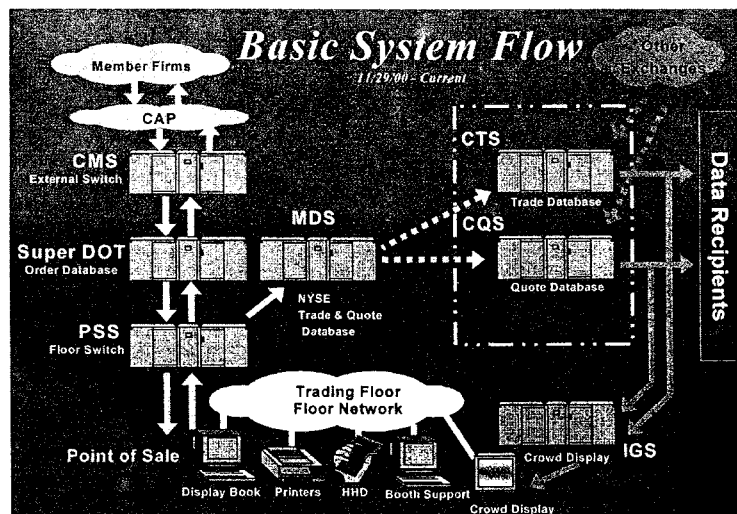 Basic System Flow
11/29/00 - Current
Other
Exchanges
Member Firms
CAP
CMS
External Switch
Super DOT
Order Database
PSS
Floor Switch
MDS
NYSE
Trade & Quote
Database
CTS
Trade Database
CQS
Quote Database
Data Recipients
Trading Floor
Floor Network
Point of Sale
Display Book
Printers
HHD
Booth Support
Crowd Display
IGS
Crowd Display